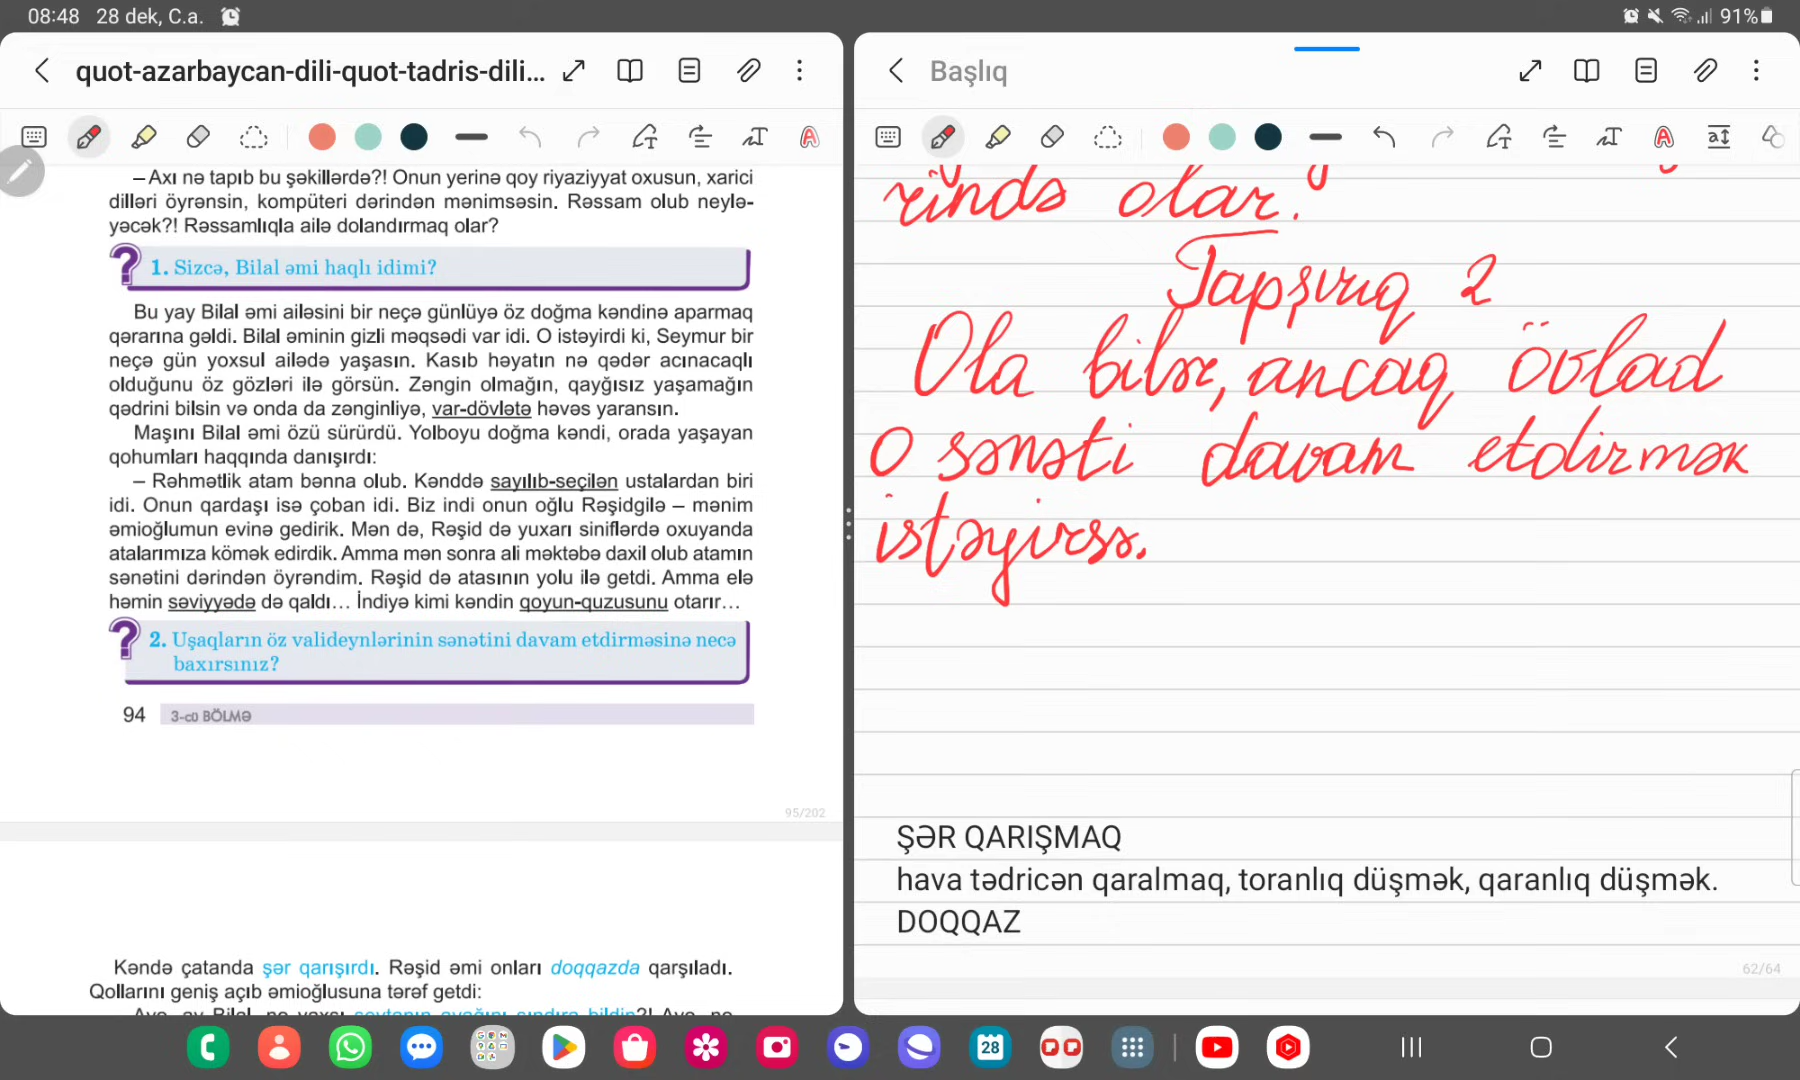 08:48 28 dek, C.a.
91%
quot-azarbaycan-dili-quot-tadris-dili...
– Axı nə tapıb bu şəkillərdə?! Onun yerinə qoy riyaziyyat oxusun, xarici
dilləri öyrənsin, kompüteri dərindən mənimsəsin. Rəssam olub neylə-
yəcək?! Rəssamlıqla ailə dolandırmaq olar?
1. Sizcə, Bilal əmi haqlı idimi?
Bu yay Bilal əmi ailəsini bir neçə günlüyə öz doğma kəndinə aparmaq
qərarına gəldi. Bilal əminin gizli məqsədi var idi. O istəyirdi ki, Seymur bir
neçə gün yoxsul ailədə yaşasın. Kasıb həyatın nə qədər acınacaqlı
olduğunu öz gözləri ilə görsün. Zəngin olmağın, qayğısız yaşamağın
qədrini bilsin və onda da zənginliyə, var-dövlətə həvəs yaransın.
Maşını Bilal əmi özü sürürdü. Yolboyu doğma kəndi, orada yaşayan
qohumları haqqında danışırdı:
– Rəhmətlik atam bənna olub. Kənddə sayılıb-seçilən ustalardan biri
idi. Onun qardaşı isə çoban idi. Biz indi onun oğlu Rəşidgilə – mənim
əmioğlumun evinə gedirik. Mən də, Rəşid də yuxarı siniflərdə oxuyanda
atalarımıza kömək edirdik. Amma mən sonra ali məktəbə daxil olub atamın
sənətini dərindən öyrəndim. Rəşid də atasının yolu ilə getdi. Amma elə
həmin səviyyədə də qaldı... İndiyə kimi kəndin qoyun-quzusunu otarır...
2. Uşaqların öz valideynlərinin sənətini davam etdirməsinə necə
baxırsınız?
94 3-cü BÖLMƏ
95/202
Kəndə çatanda şər qarışırdı. Rəşid əmi onları doqqazda qarşıladı.
Qollarını geniş açıb əmioğlusuna tərəf getdi:
Başlıq
rində olar.
Tapşırıq 2
Ola bilər, ancaq övlad
o sənəti davam etdirmək
istəyirsə.
ŞƏR QARIŞMAQ
hava tədricən qaralmaq, toranlıq düşmək, qaranlıq düşmək.
DOQQAZ
62/64
28